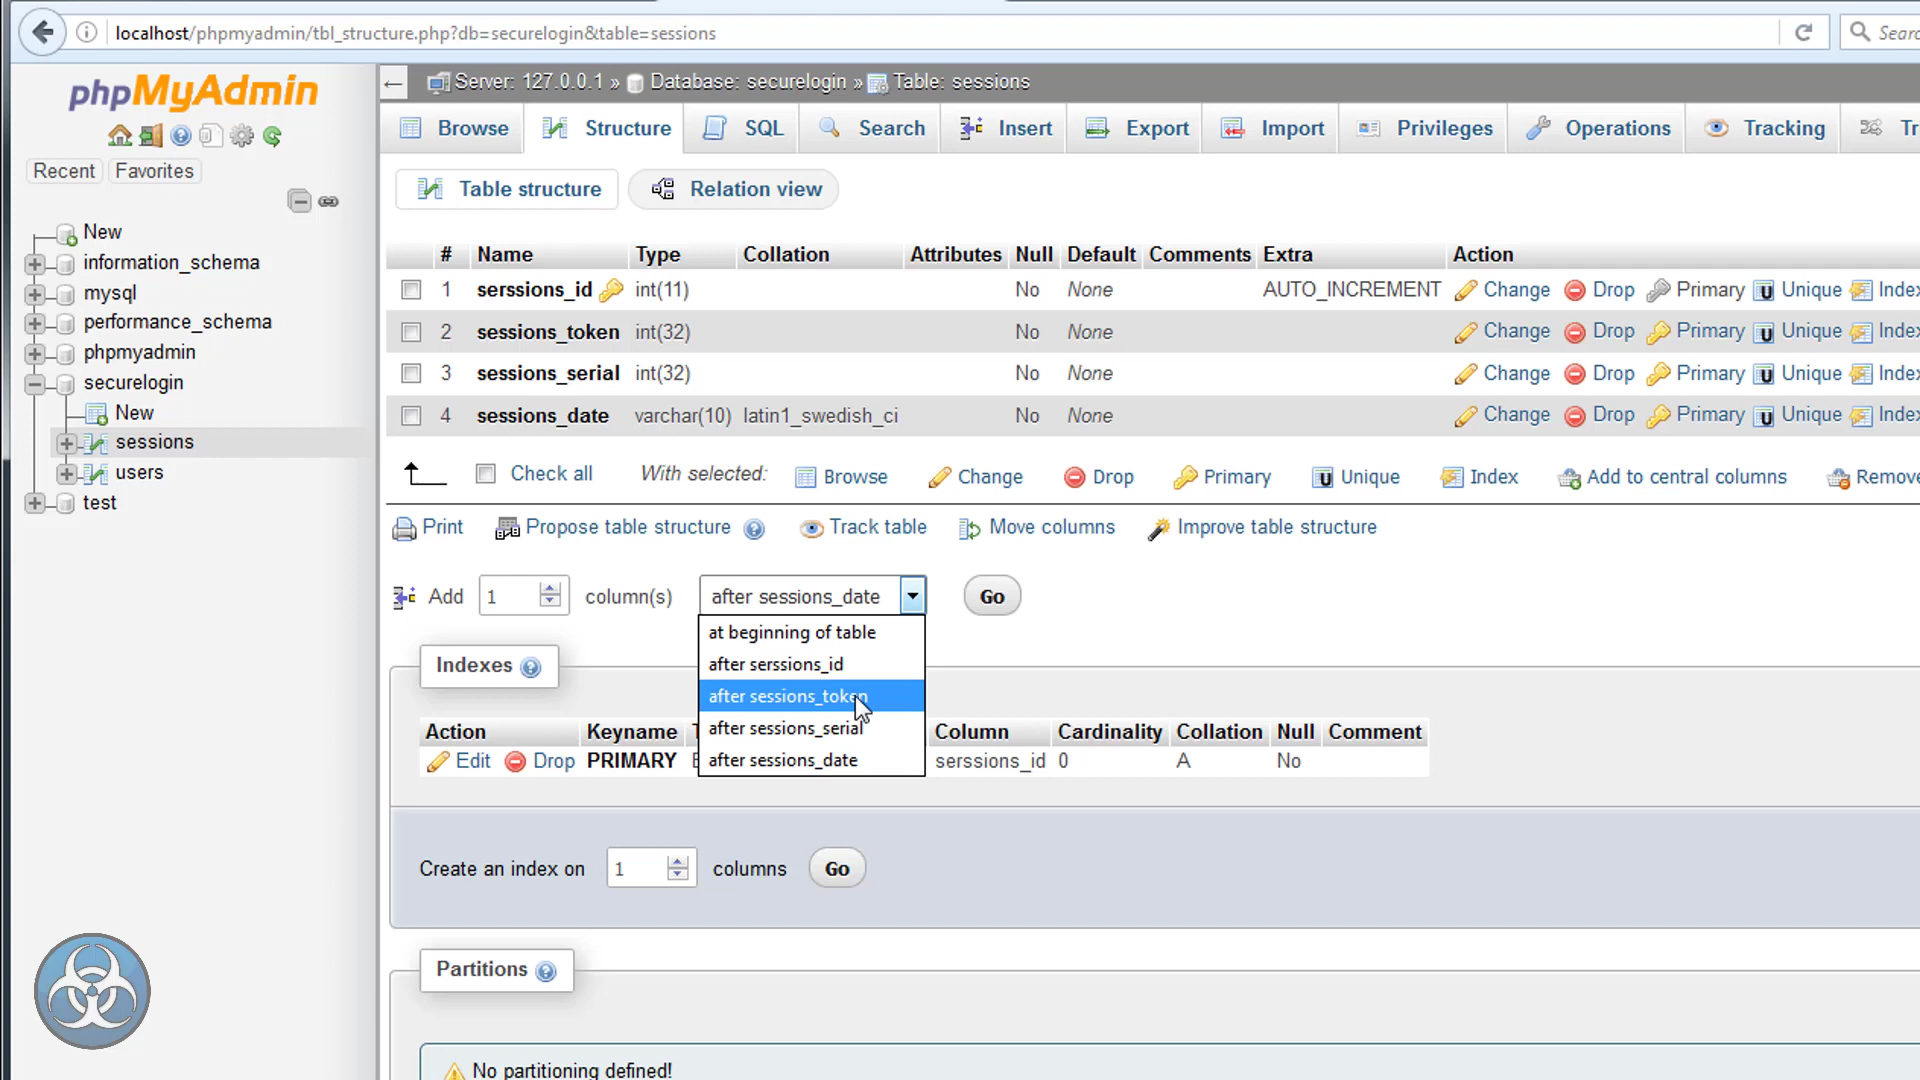 localhost/phpmyadmin/tbl_structure.php?db=securelogin&table=sessions
Searc
phpMyAdmin
Recent Favorites
New
information_schema
mysql
performance_schema
phpmyadmin
securelogin
New
sessions
users
test
Server: 127.0.0.1 » Database: securelogin » Table: sessions
Browse Structure SQL Search Insert Export Import Privileges Operations Tracking Tr
Table structure Relation view
# Name Type Collation Attributes Null Default Comments Extra Action
1 serssions_id int(11) No None AUTO_INCREMENT Change Drop Primary Unique Inde
2 sessions_token int(32) No None Change Drop Primary Unique Inde
3 sessions_serial int(32) No None Change Drop Primary Unique Inde
4 sessions_date varchar(10) latin1_swedish_ci No None Change Drop Primary Unique Inde
Check all With selected: Browse Change Drop Primary Unique Index Add to central columns Remove
Print Propose table structure Track table Move columns Improve table structure
Add 1 column(s) after sessions_date Go
at beginning of table
after serssions_id
after sessions_token
after sessions_serial
after sessions_date
Indexes
Action Keyname Column Cardinality Collation Null Comment
Edit Drop PRIMARY serssions_id 0 A No
Create an index on 1 columns Go
Partitions
No partitioning defined!